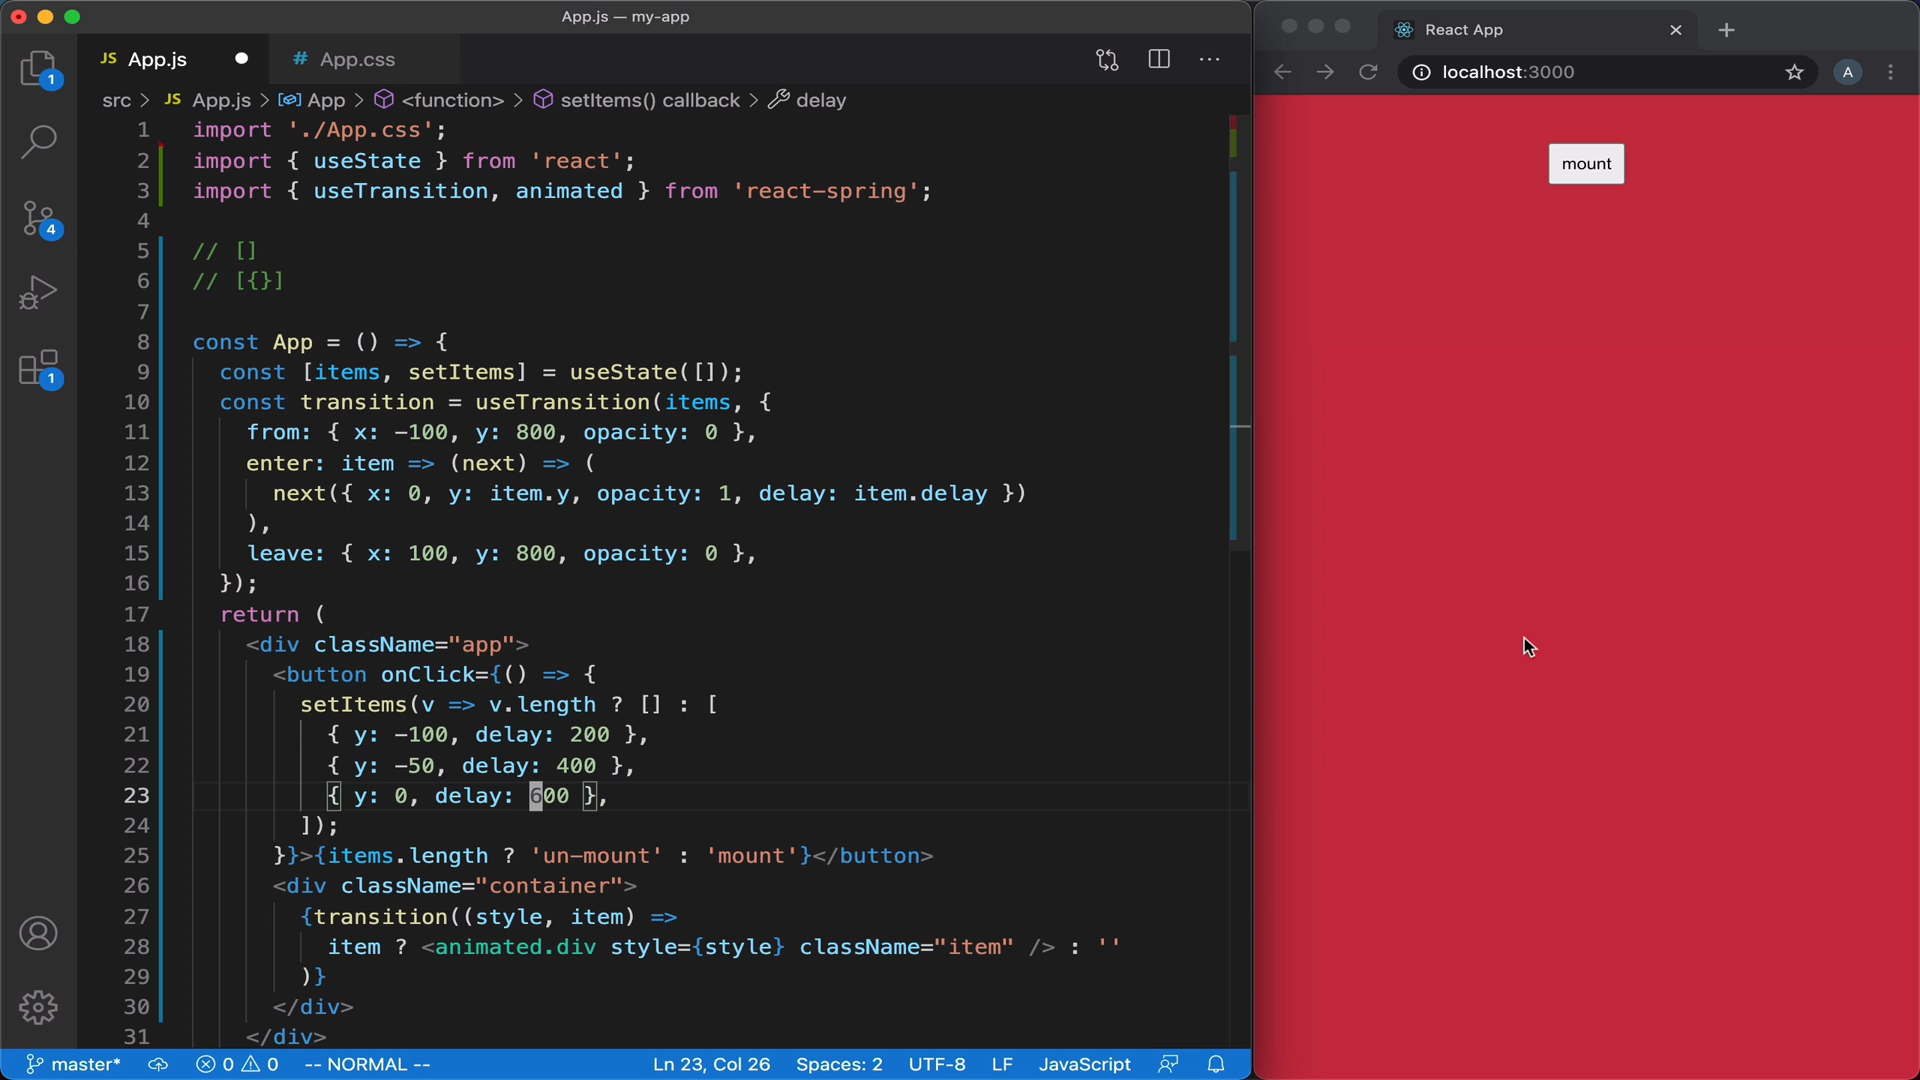 App.js — my-app
JS App.js
# App.css
src > JS App.js > App > <function> > setItems() callback > delay
1 import './App.css';
2 import { useState } from 'react';
3 import { useTransition, animated } from 'react-spring';
4
5 // []
6 // [{}]
7
8 const App = () => {
9 const [items, setItems] = useState([]);
10 const transition = useTransition(items, {
11 from: { x: -100, y: 800, opacity: 0 },
12 enter: item => (next) => (
13 next({ x: 0, y: item.y, opacity: 1, delay: item.delay })
14 ),
15 leave: { x: 100, y: 800, opacity: 0 },
16 });
17 return (
18 <div className="app">
19 <button onClick={() => {
20 setItems(v => v.length ? [] : [
21 { y: -100, delay: 200 },
22 { y: -50, delay: 400 },
23 { y: 0, delay: 600 },
24 ]);
25 }}>{items.length ? 'un-mount' : 'mount'}</button>
26 <div className="container">
27 {transition((style, item) =>
28 item ? <animated.div style={style} className="item" /> : ''
29 )}
30 </div>
31 </div>
1
4
1
master* 0 0 -- NORMAL -- Ln 23, Col 26 Spaces: 2 UTF-8 LF JavaScript
React App
localhost:3000
A
mount